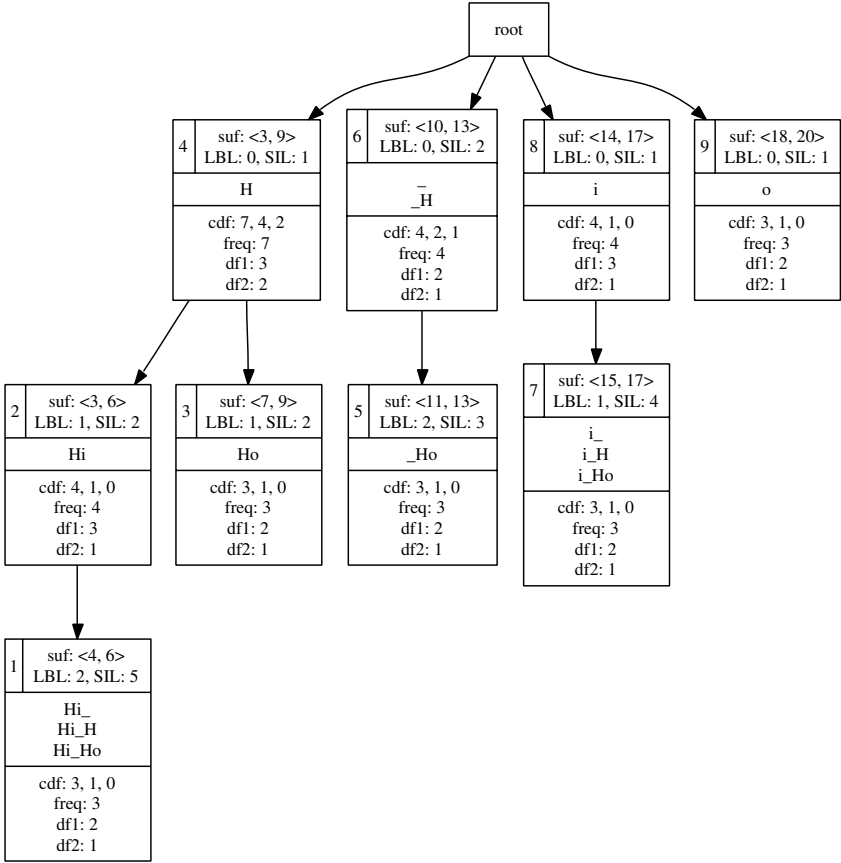 root
4
suf: <3, 9>
LBL: 0, SIL: 1
H
cdf: 7, 4, 2
freq: 7
df1: 3
df2: 2
6
suf: <10, 13>
LBL: 0, SIL: 2
_
_H
cdf: 4, 2, 1
freq: 4
df1: 2
df2: 1
8
suf: <14, 17>
LBL: 0, SIL: 1
i
cdf: 4, 1, 0
freq: 4
df1: 3
df2: 1
9
suf: <18, 20>
LBL: 0, SIL: 1
o
cdf: 3, 1, 0
freq: 3
df1: 2
df2: 1
2
suf: <3, 6>
LBL: 1, SIL: 2
Hi
cdf: 4, 1, 0
freq: 4
df1: 3
df2: 1
3
suf: <7, 9>
LBL: 1, SIL: 2
Ho
cdf: 3, 1, 0
freq: 3
df1: 2
df2: 1
5
suf: <11, 13>
LBL: 2, SIL: 3
_Ho
cdf: 3, 1, 0
freq: 3
df1: 2
df2: 1
7
suf: <15, 17>
LBL: 1, SIL: 4
i_
i_H
i_Ho
cdf: 3, 1, 0
freq: 3
df1: 2
df2: 1
1
suf: <4, 6>
LBL: 2, SIL: 5
Hi_
Hi_H
Hi_Ho
cdf: 3, 1, 0
freq: 3
df1: 2
df2: 1